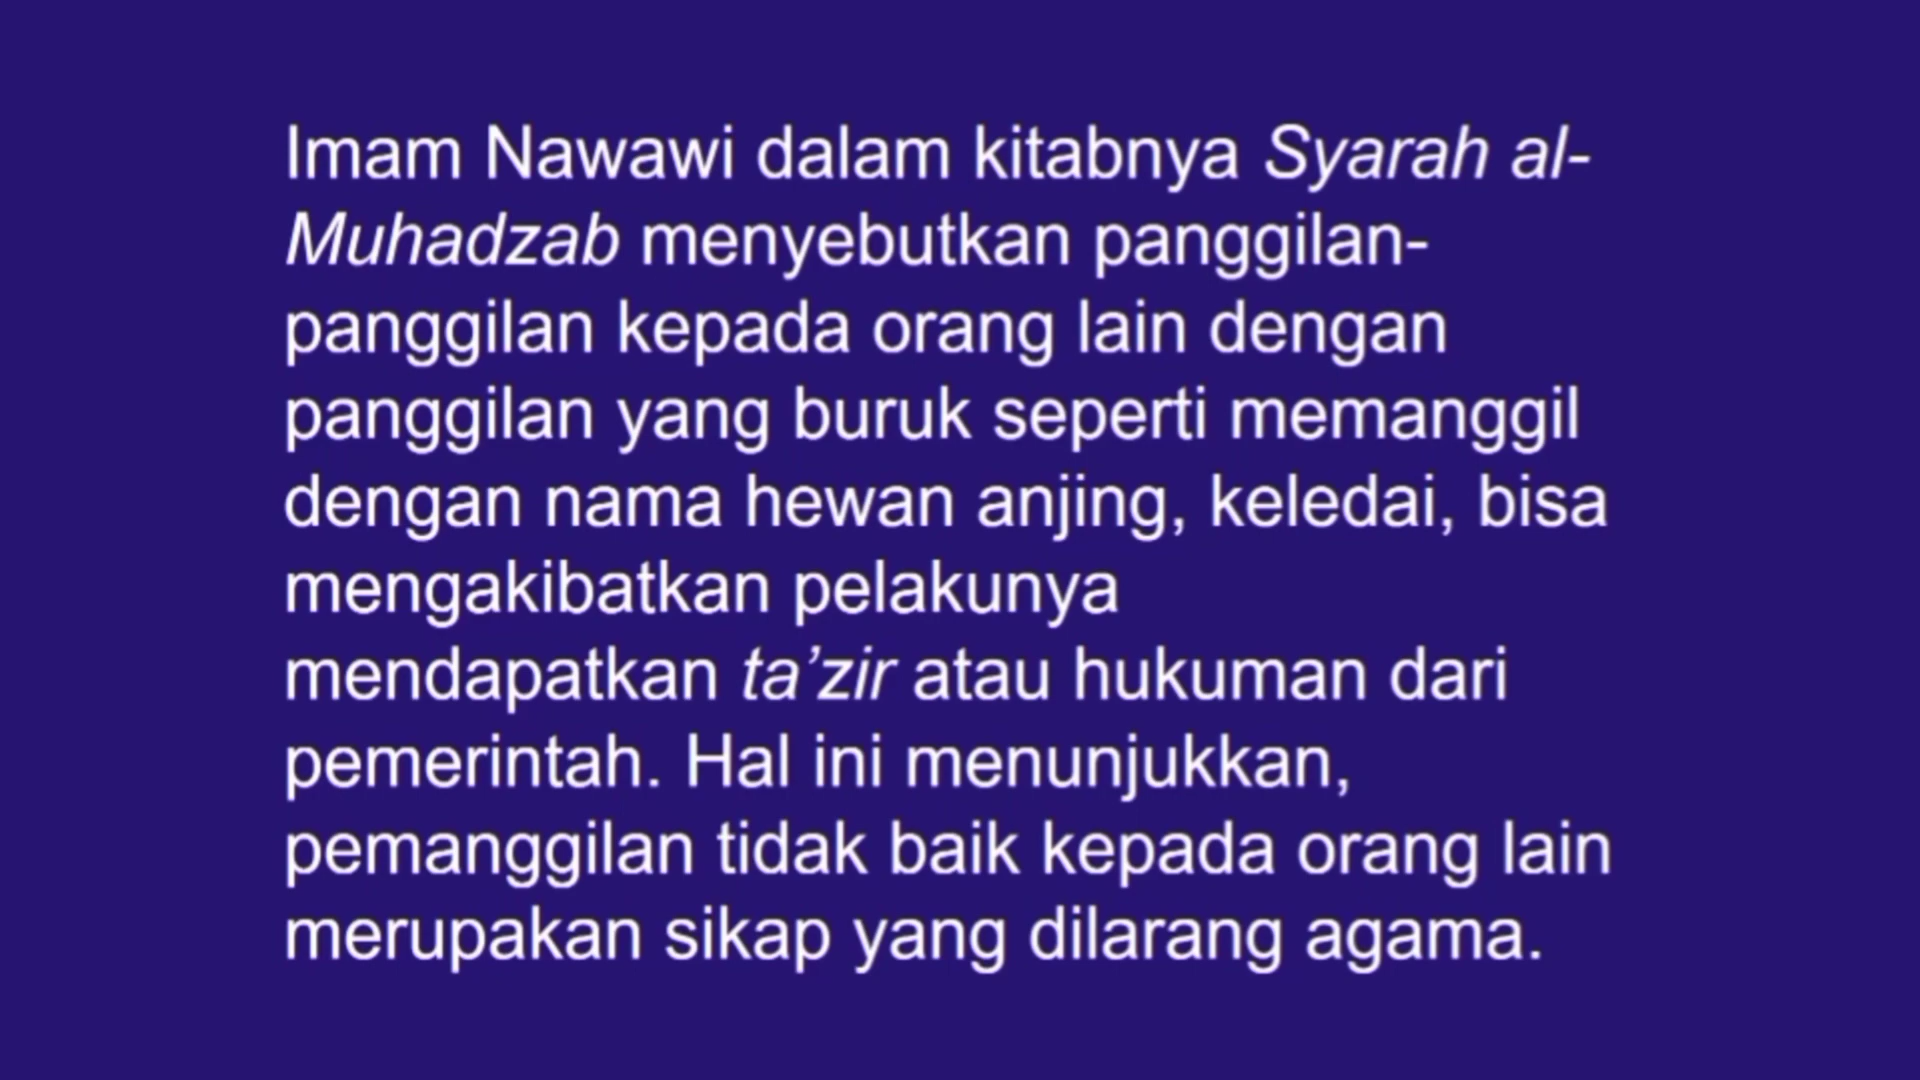 Imam Nawawi dalam kitabnya Syarah al-
Muhadzab menyebutkan panggilan-
panggilan kepada orang lain dengan
panggilan yang buruk seperti memanggil
dengan nama hewan anjing, keledai, bisa
mengakibatkan pelakunya
mendapatkan ta’zir atau hukuman dari
pemerintah. Hal ini menunjukkan,
pemanggilan tidak baik kepada orang lain
merupakan sikap yang dilarang agama.